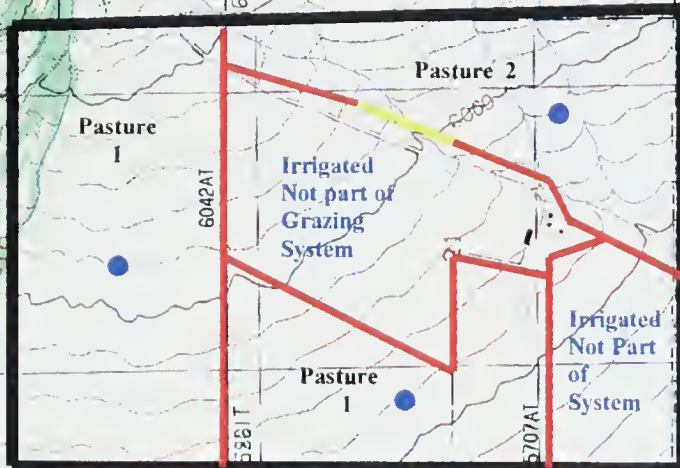 Pasture 2
Pasture
1
6042AT
Irrigated
Not part of
Grazing
System
Irrigated
Not Part
of
System
Pasture
1